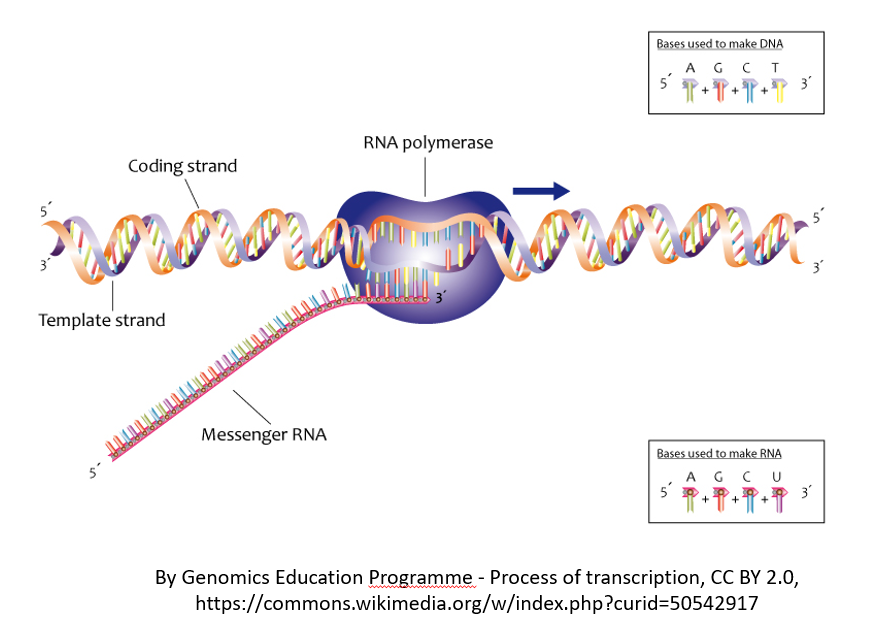 Bases used to make DNA
A G C T
5´ + + + 3´
RNA polymerase
Coding strand
5´ 5´
3´ 3´
3´
Template strand
Messenger RNA
5´
Bases used to make RNA
A G C U
5´ + + + 3´
By Genomics Education Programme - Process of transcription, CC BY 2.0,
https://commons.wikimedia.org/w/index.php?curid=50542917